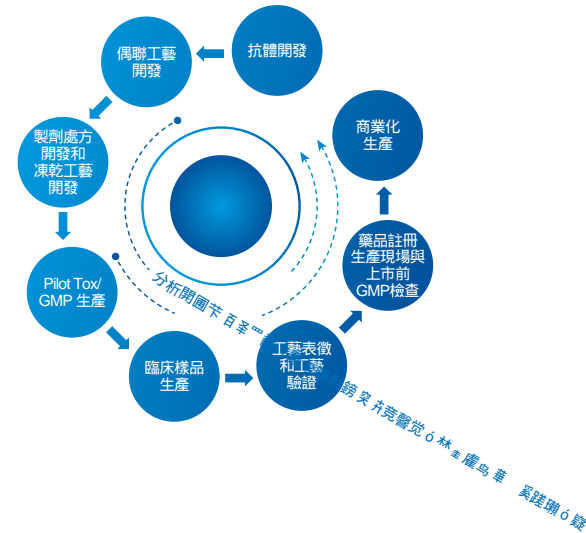 抗體開發
偶聯工藝
開發
製劑處方
開發和
凍乾工藝
開發
Pilot Tox/
GMP 生產
臨床樣品
生產
工藝表徵
和工藝
驗證
藥品註冊
生產現場與
上市前
GMP檢查
商業化
生產
分析開